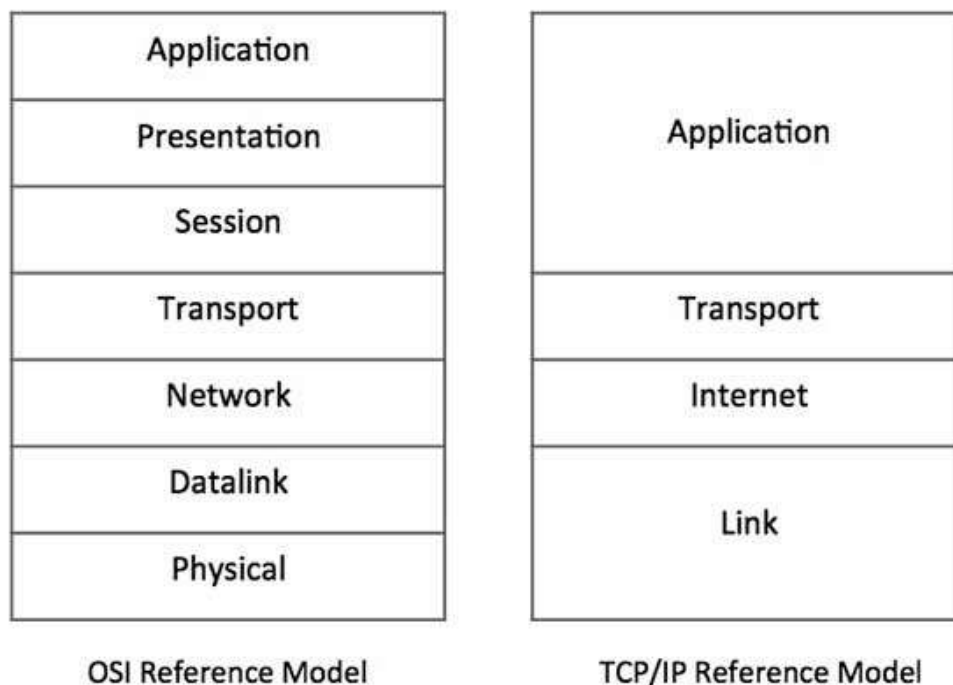 Application
Presentation
Session
Transport
Network
Datalink
Physical
OSI Reference Model
Application
Transport
Internet
Link
TCP/IP Reference Model